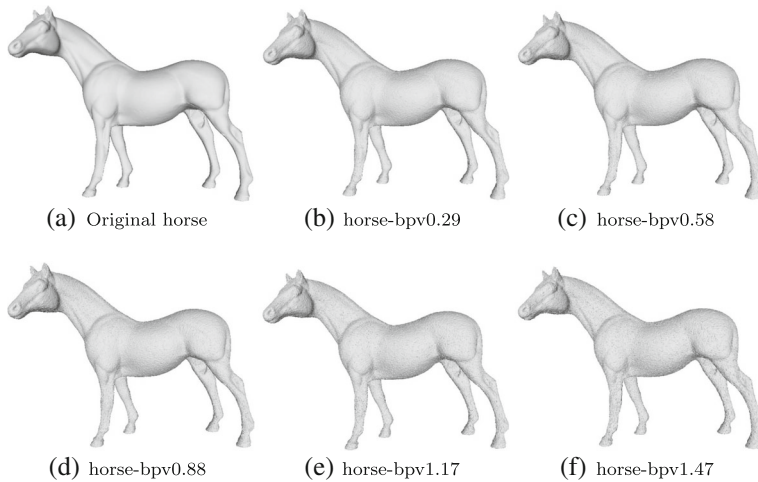 (a) Original horse
(b) horse-bpv0.29
(c) horse-bpv0.58
(d) horse-bpv0.88
(e) horse-bpv1.17
(f) horse-bpv1.47